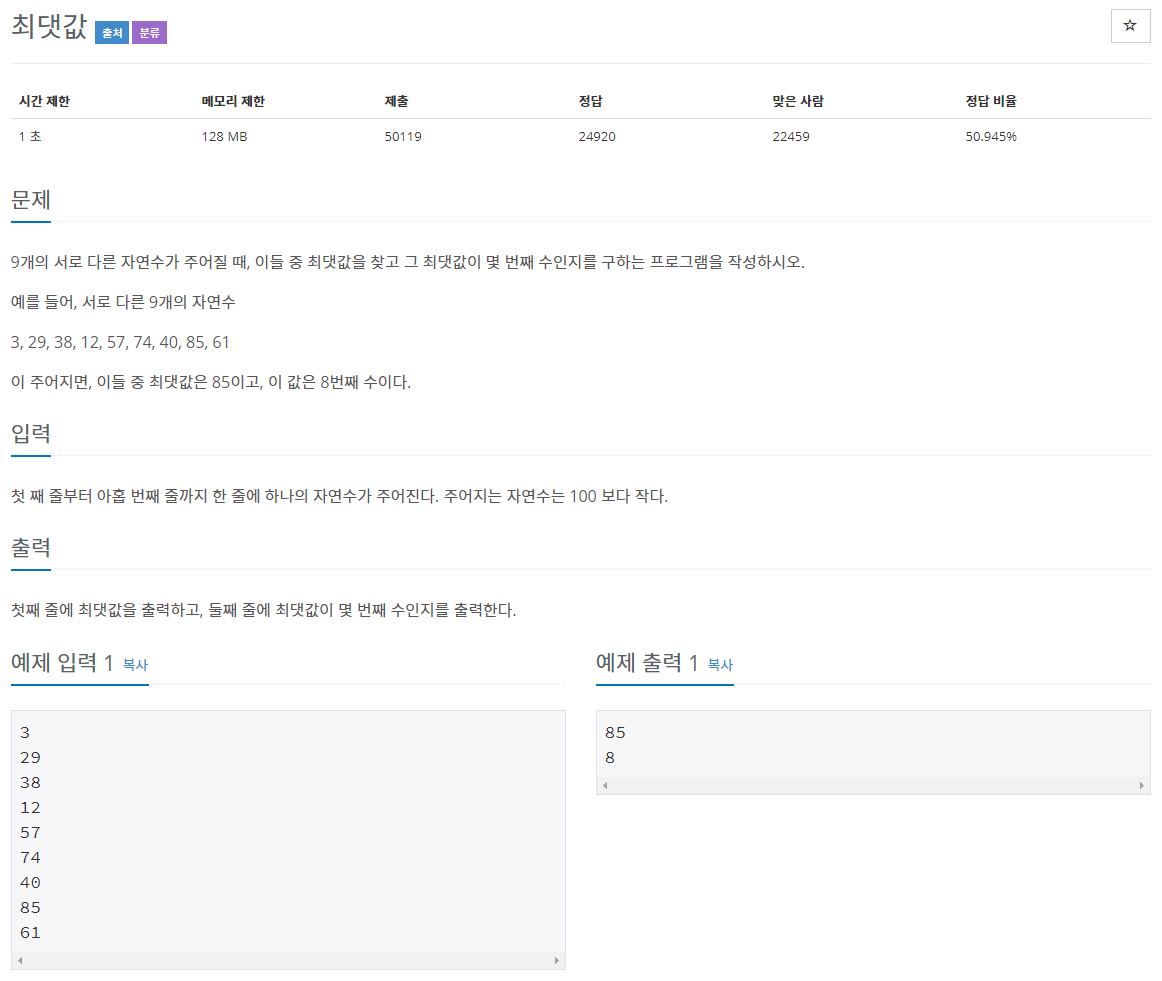 최댓값 출처 분류
☆
시간 제한 메모리 제한 제출 정답 맞은 사람 정답 비율
1 초 128 MB 50119 24920 22459 50.945%
문제
9개의 서로 다른 자연수가 주어질 때, 이들 중 최댓값을 찾고 그 최댓값이 몇 번째 수인지를 구하는 프로그램을 작성하시오.
예를 들어, 서로 다른 9개의 자연수
3, 29, 38, 12, 57, 74, 40, 85, 61
이 주어지면, 이들 중 최댓값은 85이고, 이 값은 8번째 수이다.
입력
첫 째 줄부터 아홉 번째 줄까지 한 줄에 하나의 자연수가 주어진다. 주어지는 자연수는 100 보다 작다.
출력
첫째 줄에 최댓값을 출력하고, 둘째 줄에 최댓값이 몇 번째 수인지를 출력한다.
예제 입력 1 복사
3
29
38
12
57
74
40
85
61
예제 출력 1 복사
85
8